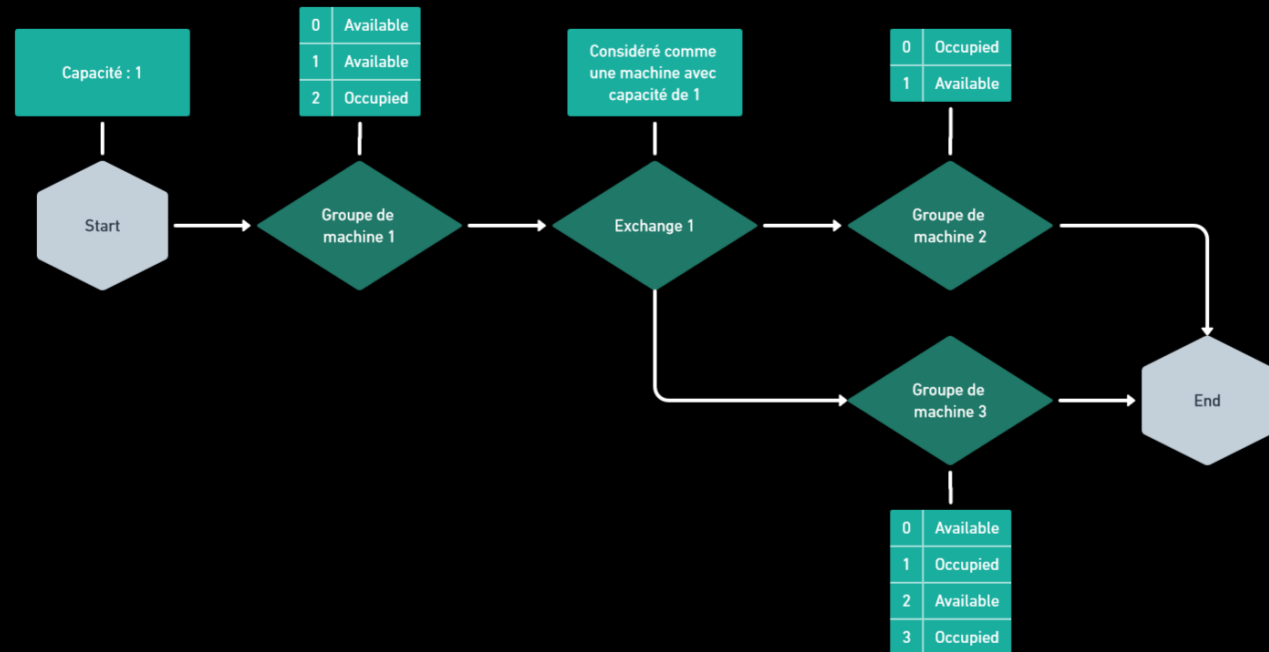 Capacité : 1
0 Available
1 Available
2 Occupied
Considéré comme
une machine avec
capacité de 1
0 Occupied
1 Available
Start
Groupe de
machine 1
Exchange 1
Groupe de
machine 2
Groupe de
machine 3
End
0 Available
1 Occupied
2 Available
3 Occupied